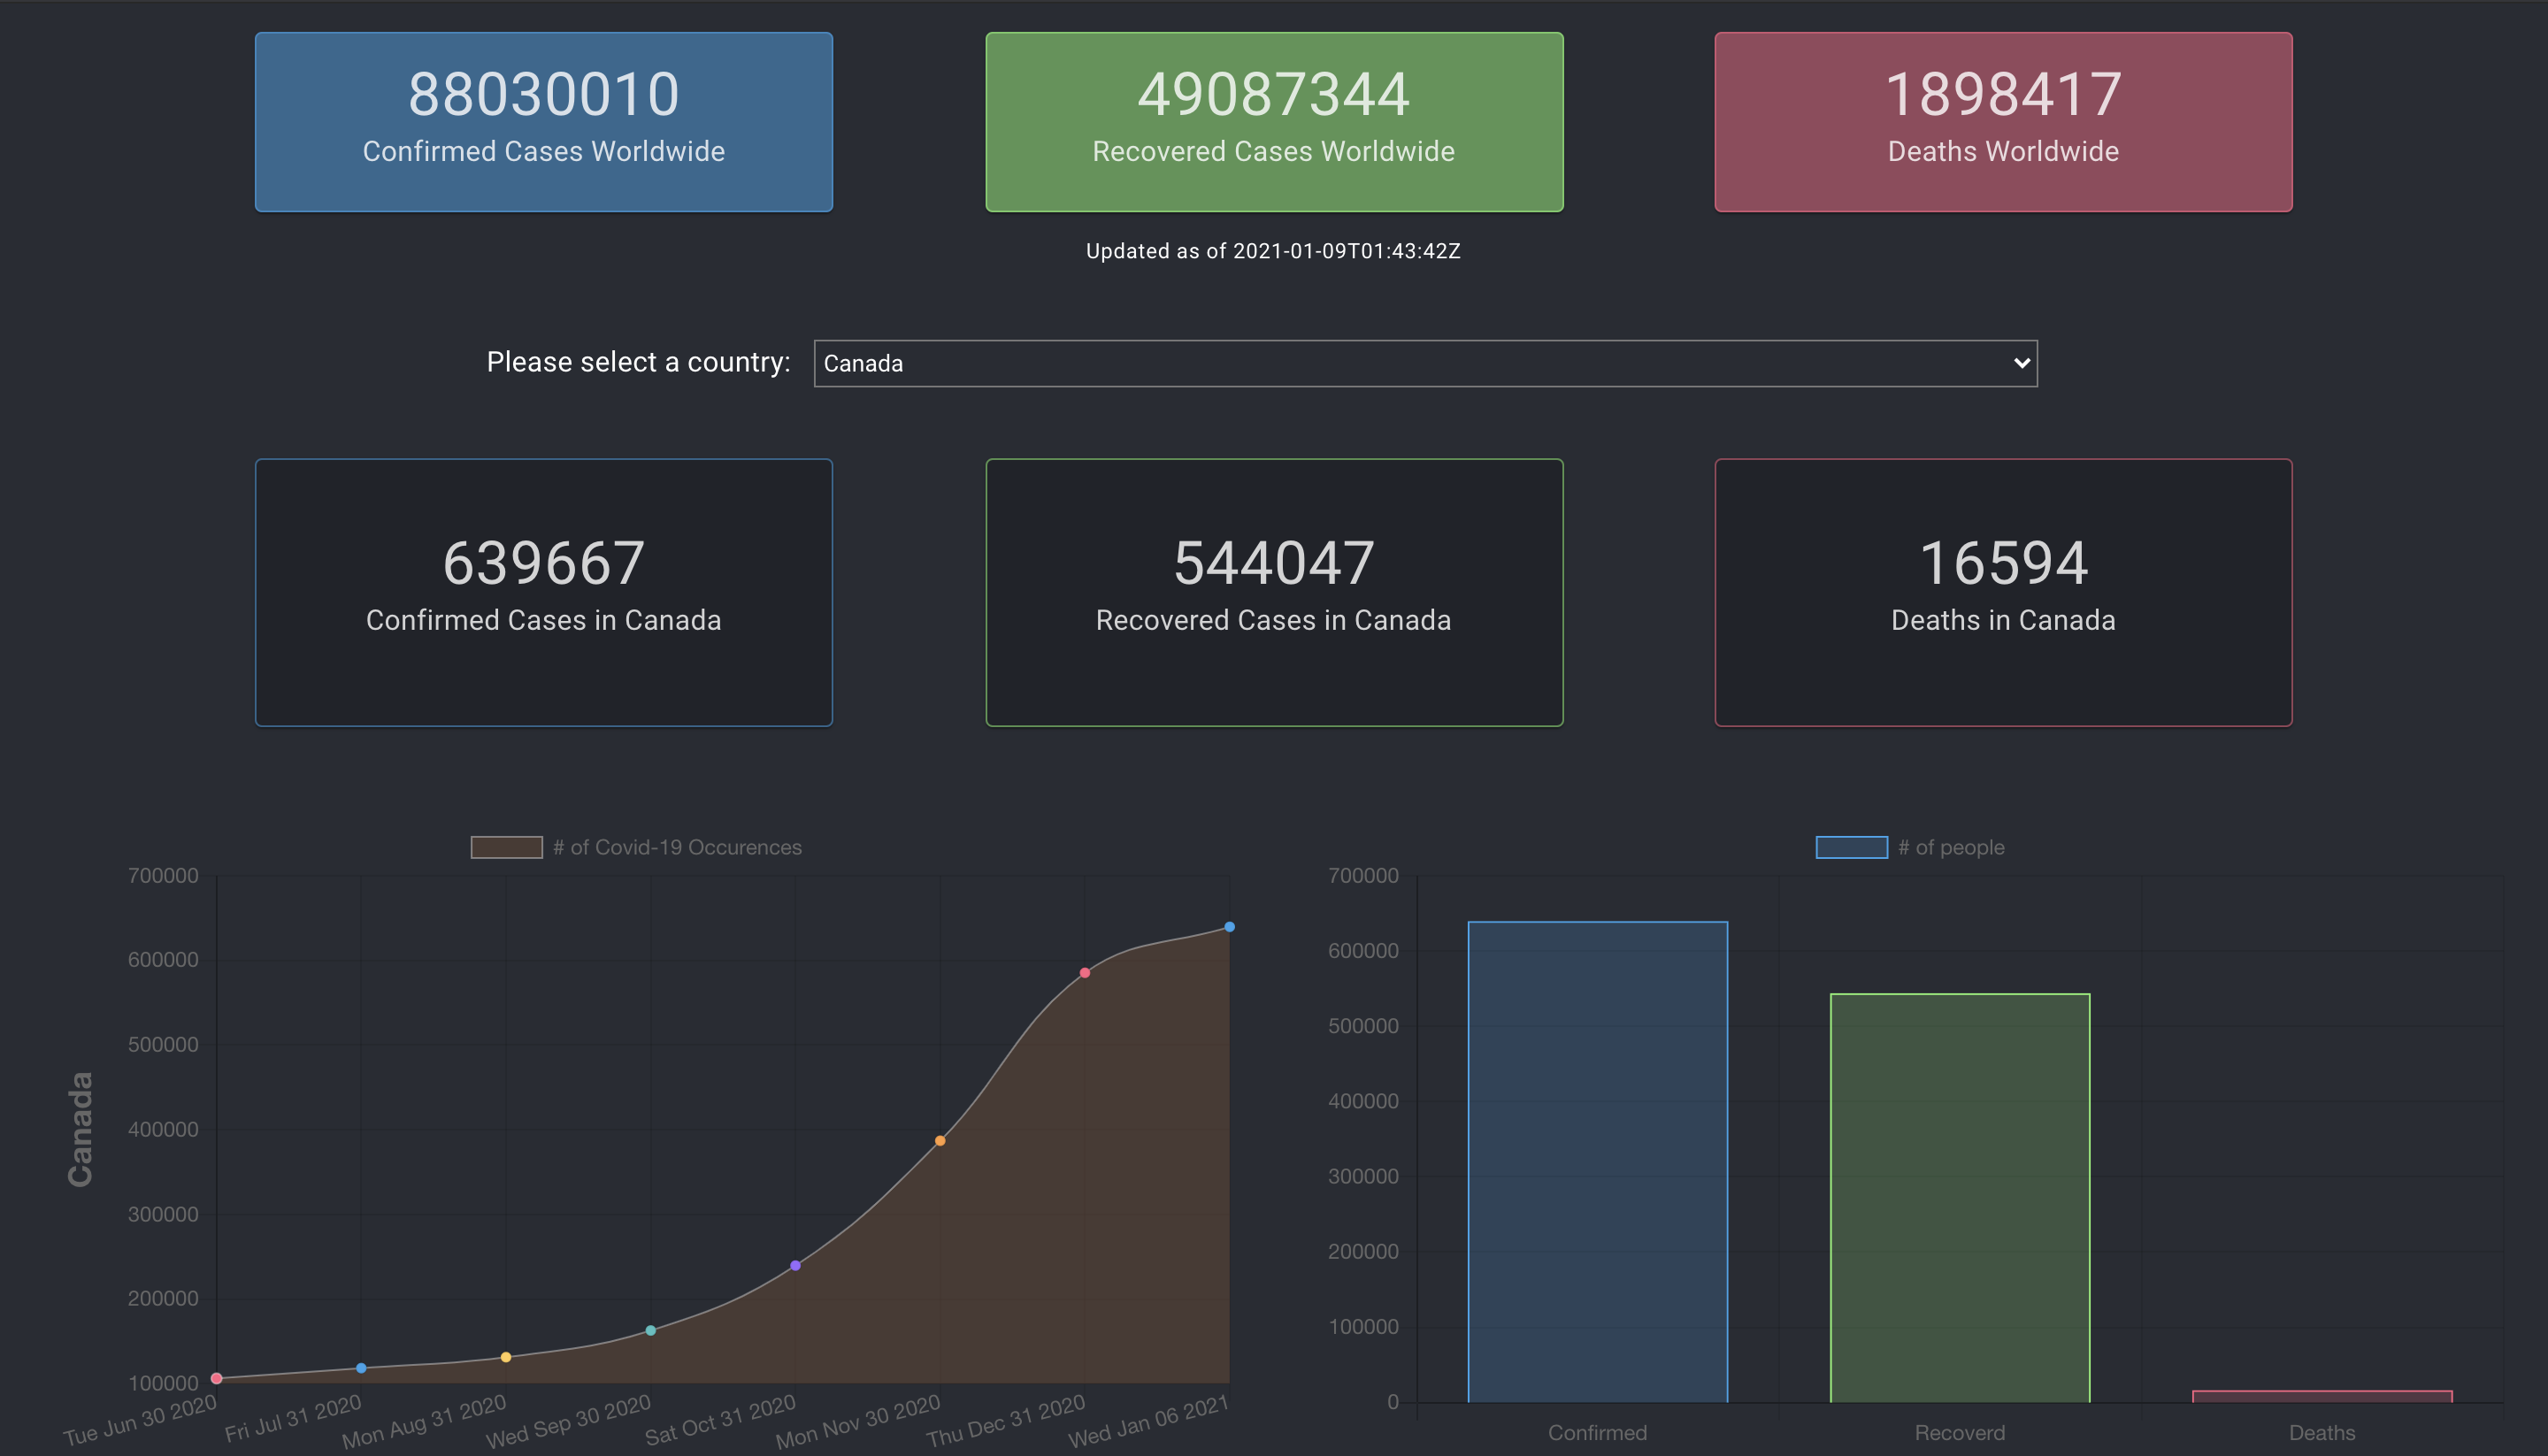 88030010
Confirmed Cases Worldwide
49087344
Recovered Cases Worldwide
1898417
Deaths Worldwide
Updated as of 2021-01-09T01:43:42Z
Please select a country:
Canada
639667
Confirmed Cases in Canada
544047
Recovered Cases in Canada
16594
Deaths in Canada
# of Covid-19 Occurences
700000
600000
500000
400000
300000
200000
100000
Canada
Tue Jun 30 2020
Fri Jul 31 2020
Mon Aug 31 2020
Wed Sep 30 2020
Sat Oct 31 2020
Mon Nov 30 2020
Thu Dec 31 2020
Wed Jan 06 2021
# of people
700000
600000
500000
400000
300000
200000
100000
0
Confirmed
Recoverd
Deaths